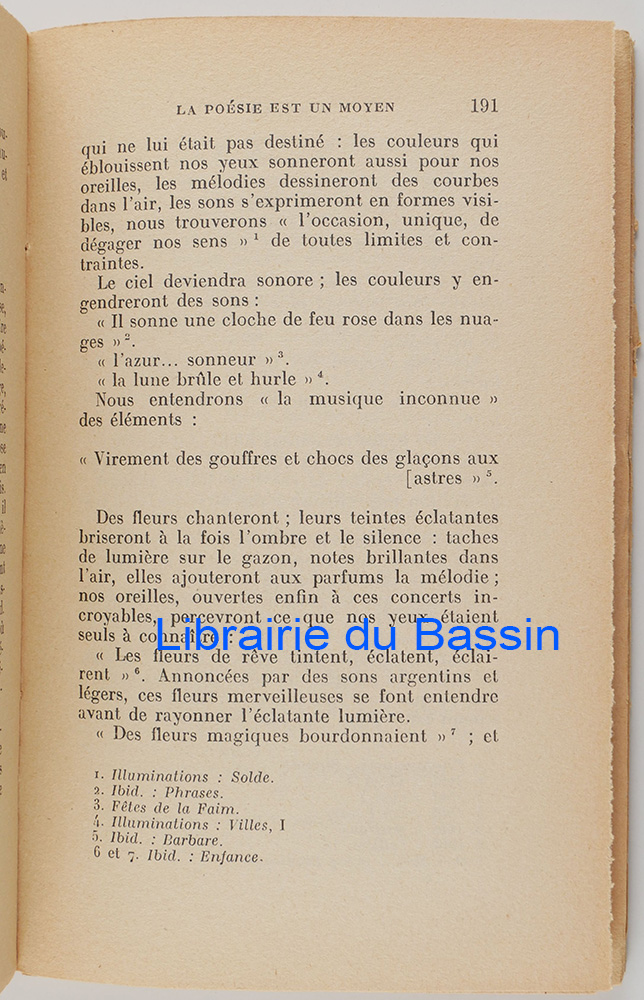 LA POÉSIE EST UN MOYEN 191
qui ne lui était pas destiné : les couleurs qui
éblouissent nos yeux sonneront aussi pour nos
oreilles, les mélodies dessineront des courbes
dans l'air, les sons s'exprimeront en formes visi-
bles, nous trouverons « l'occasion, unique, de
dégager nos sens » ¹ de toutes limites et con-
traintes.
Le ciel deviendra sonore ; les couleurs y en-
gendreront des sons :
« Il sonne une cloche de feu rose dans les nua-
ges » ².
« l'azur... sonneur » ³.
« la lune brûle et hurle » ⁴.
Nous entendrons « la musique inconnue »
des éléments :
« Virement des gouffres et chocs des glaçons aux
[astres » ⁵.
Des fleurs chanteront ; leurs teintes éclatantes
briseront à la fois l'ombre et le silence : taches
de lumière sur le gazon, notes brillantes dans
l'air, elles ajouteront aux parfums la mélodie ;
nos oreilles, ouvertes enfin à ces concerts in-
croyables, percevront ce que nos yeux étaient
seuls à connaître :
Librairie du Bassin
« Les fleurs de rêve tintent, éclatent, éclai-
rent » ⁶. Annoncées par des sons argentins et
légers, ces fleurs merveilleuses se font entendre
avant de rayonner l'éclatante lumière.
« Des fleurs magiques bourdonnaient » ⁷ ; et
1. Illuminations : Solde.
2. Ibid. : Phrases.
3. Fêtes de la Faim.
4. Illuminations : Villes, I
5. Ibid. : Barbare.
6 et 7. Ibid. : Enfance.